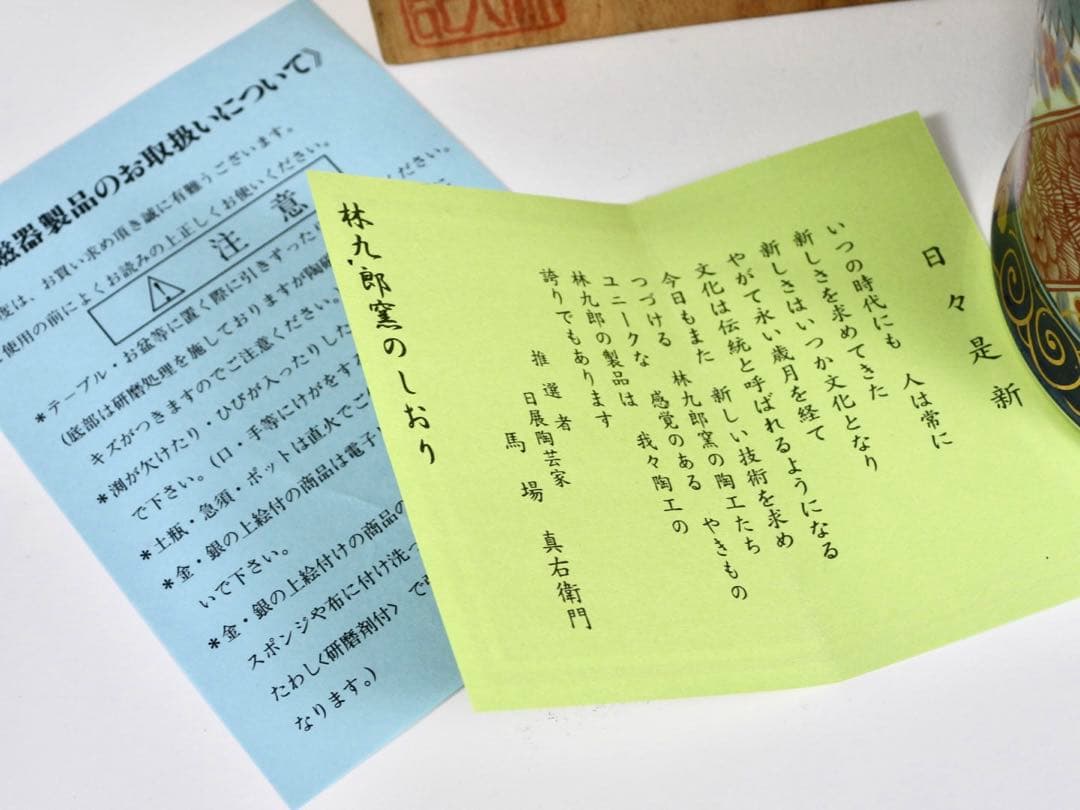 磁器製品のお取扱いについて》
度は、お買い求め頂き誠に有難うございます。
使用の前によくお読みの上正しくお使いください。
⚠ 注意
*テーブル・お盆等に置く際に引きずったり
ください。
(底部は研磨処理を施しておりますが陶磁
キズがつきますのでご注意ください。
*渕が欠けたり・ひびが入ったりした
で下さい。(口・手等にけがをす
*土瓶・急須・ポットは直火でご
*金・銀の上絵付の商品は電子
いで下さい。
*金・銀の上絵付けの商品の
スポンジや布に付け洗っ
たわし〈研磨剤付〉で
なります。)
日々是新
いつの時代にも 人は常に
新しさを求めてきた
新しさはいつか文化となり
やがて永い歳月を経て
文化は伝統と呼ばれるようになる
今日もまた 新しい技術を求め
つづける 林九郎窯の陶工たち
ユニークな 感覚のある やきもの
林九郎の製品は 我々陶工の
誇りでもあります
推選者
日展陶芸家
馬場 真右衛門
林九郎窯のしおり